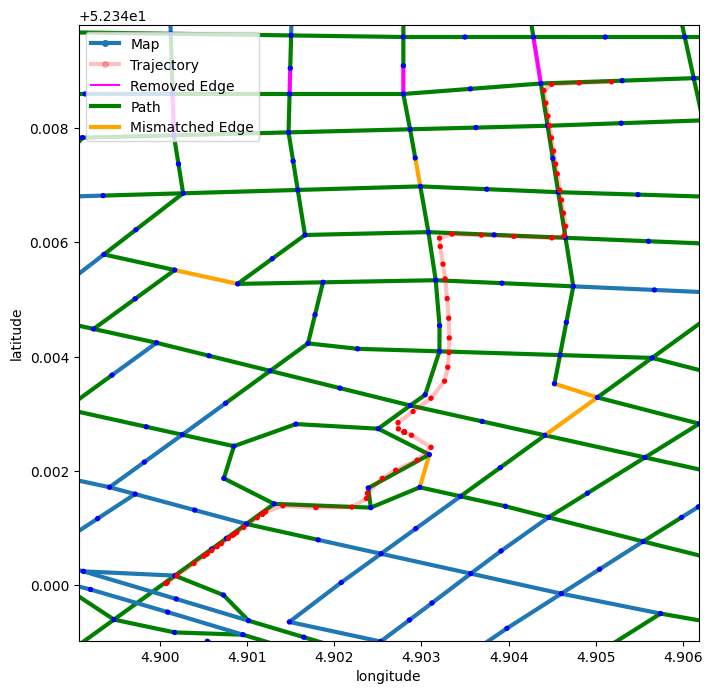 +5.234e1
Map
Trajectory
Removed Edge
Path
Mismatched Edge
0.008
0.006
0.004
0.002
0.000
latitude
4.900 4.901 4.902 4.903 4.904 4.905 4.906
longitude